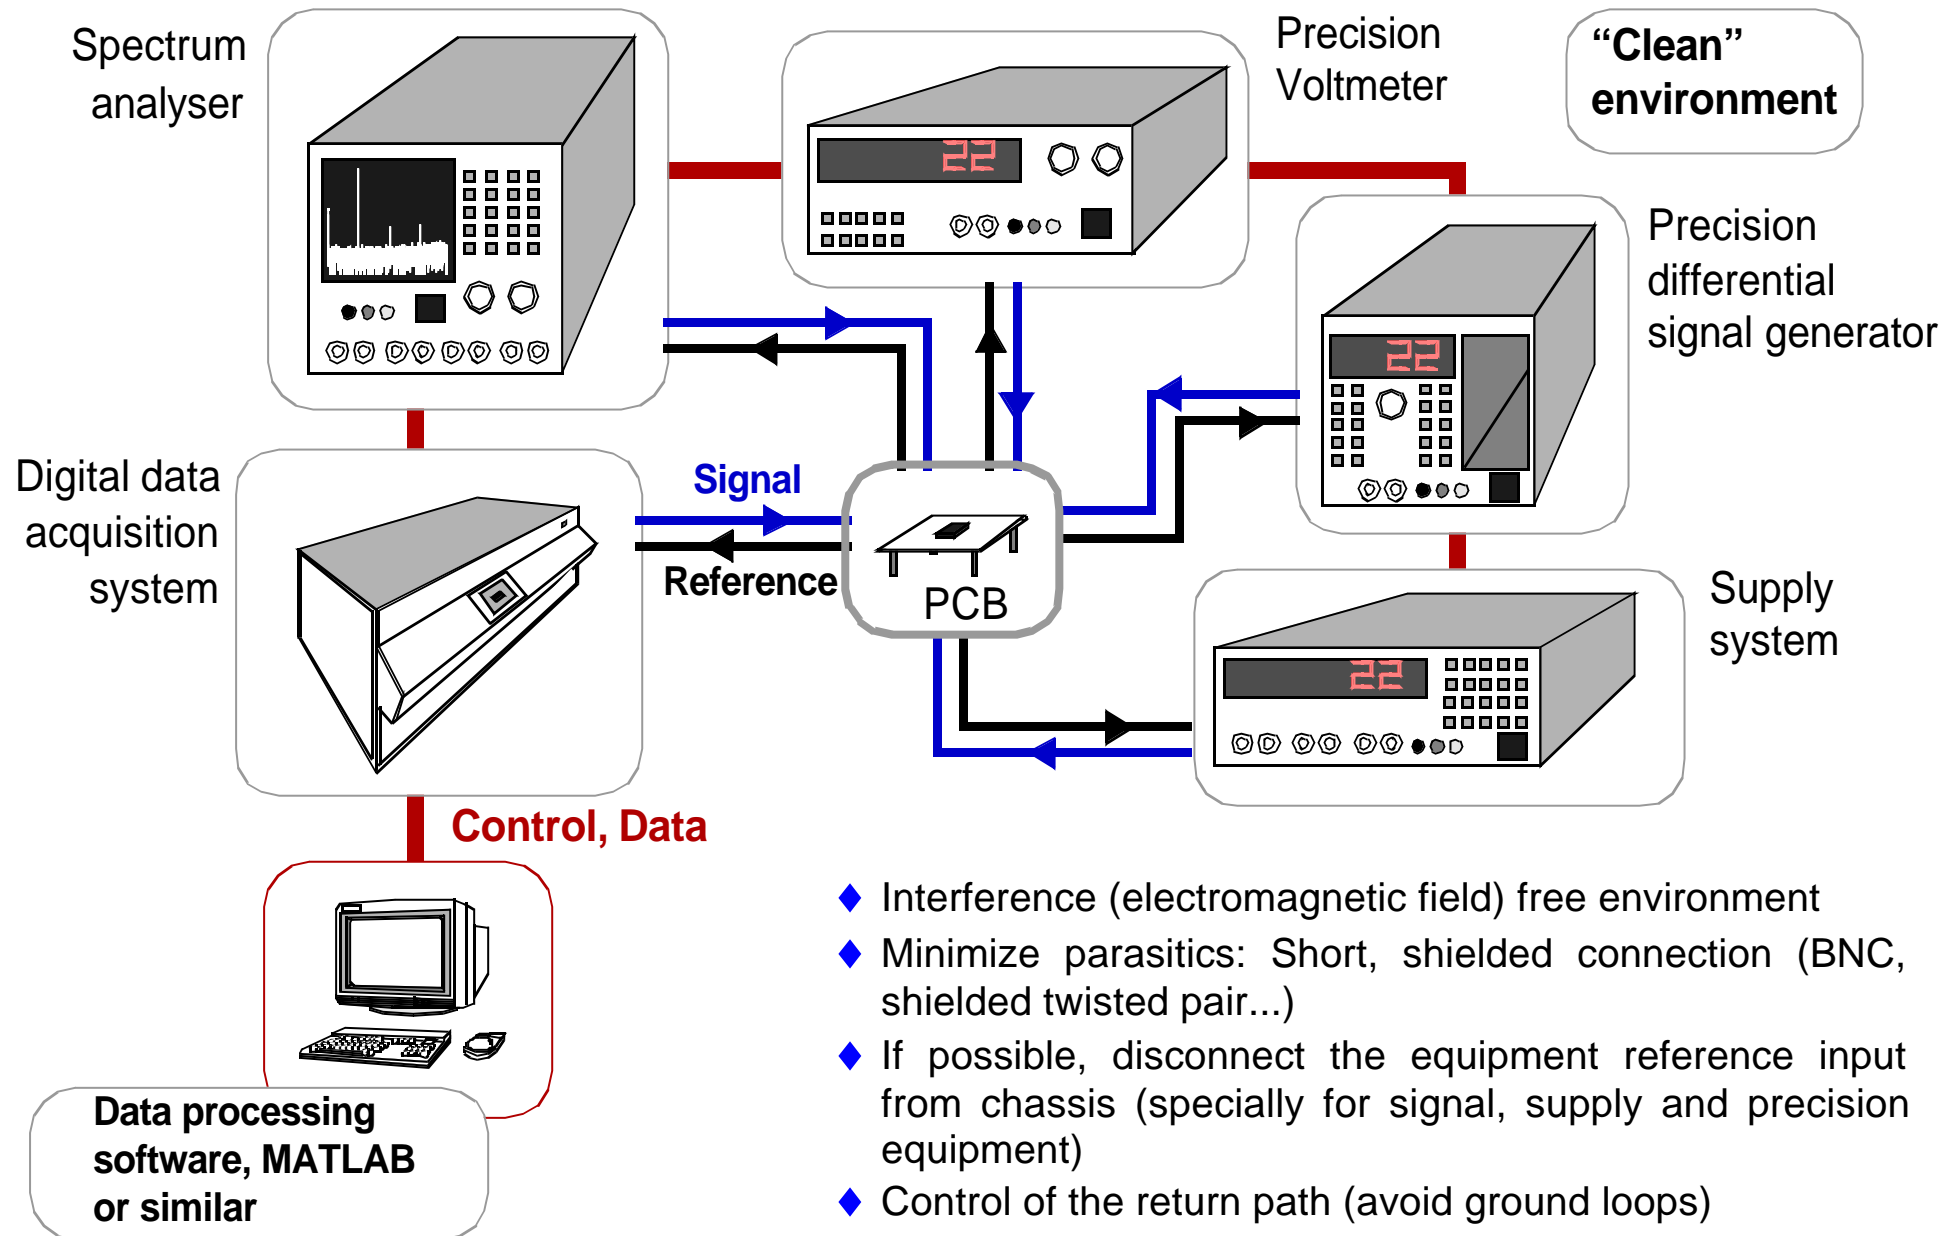 Spectrum
analyser
Precision
Voltmeter
“Clean”
environment
22
Precision
differential
signal generator
22
Digital data
acquisition
system
Signal
Reference
PCB
Supply
system
22
Control, Data
Data processing
software, MATLAB
or similar
Interference (electromagnetic field) free environment
Minimize parasitics: Short, shielded connection (BNC,
shielded twisted pair...)
If possible, disconnect the equipment reference input
from chassis (specially for signal, supply and precision
equipment)
Control of the return path (avoid ground loops)